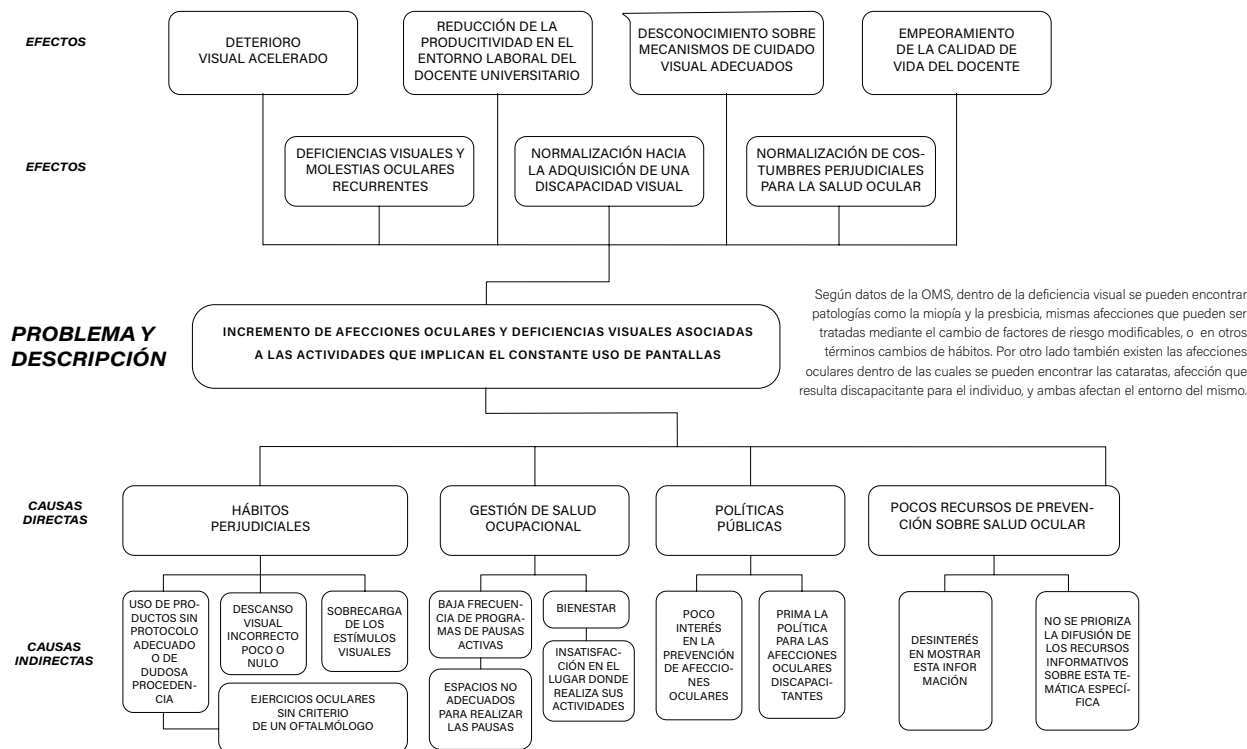 EFECTOS
DETERIORO
VISUAL ACELERADO
REDUCCIÓN DE LA
PRODUCITIVIDAD EN EL
ENTORNO LABORAL DEL
DOCENTE UNIVERSITARIO
DESCONOCIMIENTO SOBRE
MECANISMOS DE CUIDADO
VISUAL ADECUADOS
EMPEORAMIENTO
DE LA CALIDAD DE
VIDA DEL DOCENTE
EFECTOS
DEFICIENCIAS VISUALES Y
MOLESTIAS OCULARES
RECURRENTES
NORMALIZACIÓN HACIA
LA ADQUISICIÓN DE UNA
DISCAPACIDAD VISUAL
NORMALIZACIÓN DE COS-
TUMBRES PERJUDICIALES
PARA LA SALUD OCULAR
PROBLEMA Y
DESCRIPCIÓN
INCREMENTO DE AFECCIONES OCULARES Y DEFICIENCIAS VISUALES ASOCIADAS
A LAS ACTIVIDADES QUE IMPLICAN EL CONSTANTE USO DE PANTALLAS
Según datos de la OMS, dentro de la deficiencia visual se pueden encontrar
patologías como la miopía y la presbicia, mismas afecciones que pueden ser
tratadas mediante el cambio de factores de riesgo modificables, o en otros
términos cambios de hábitos. Por otro lado también existen las afecciones
oculares dentro de las cuales se pueden encontrar las cataratas, afección que
resulta discapacitante para el individuo, y ambas afectan el entorno del mismo.
CAUSAS
DIRECTAS
HÁBITOS
PERJUDICIALES
GESTIÓN DE SALUD
OCUPACIONAL
POLÍTICAS
PÚBLICAS
POCOS RECURSOS DE PREVEN-
CIÓN SOBRE SALUD OCULAR
CAUSAS
INDIRECTAS
USO DE PRO-
DUCTOS SIN
PROTOCOLO
ADECUADO
O DE
DUDOSA
PROCEDEN-
CIA
DESCANSO
VISUAL
INCORRECTO
POCO O
NULO
SOBRECARGA
DE LOS
ESTÍMULOS
VISUALES
EJERCICIOS OCULARES
SIN CRITERIO
DE UN OFTALMÓLOGO
BAJA FRECUEN-
CIA DE PROGRA-
MAS DE PAUSAS
ACTIVAS
ESPACIOS NO
ADECUADOS
PARA REALIZAR
LAS PAUSAS
BIENESTAR
INSATISFAC-
CIÓN EN EL
LUGAR DONDE
REALIZA SUS
ACTIVIDADES
POCO
INTERÉS
EN LA
PREVENCIÓN
DE AFECCIO-
NES
OCULARES
PRIMA LA
POLÍTICA
PARA LAS
AFECCIONES
OCULARES
DISCAPACI-
TANTES
DESINTERÉS
EN MOSTRAR
ESTA INFOR
MACIÓN
NO SE PRIORIZA
LA DIFUSIÓN DE
LOS RECURSOS
INFORMATIVOS
SOBRE ESTA TE-
MÁTICA ESPECÍ-
FICA